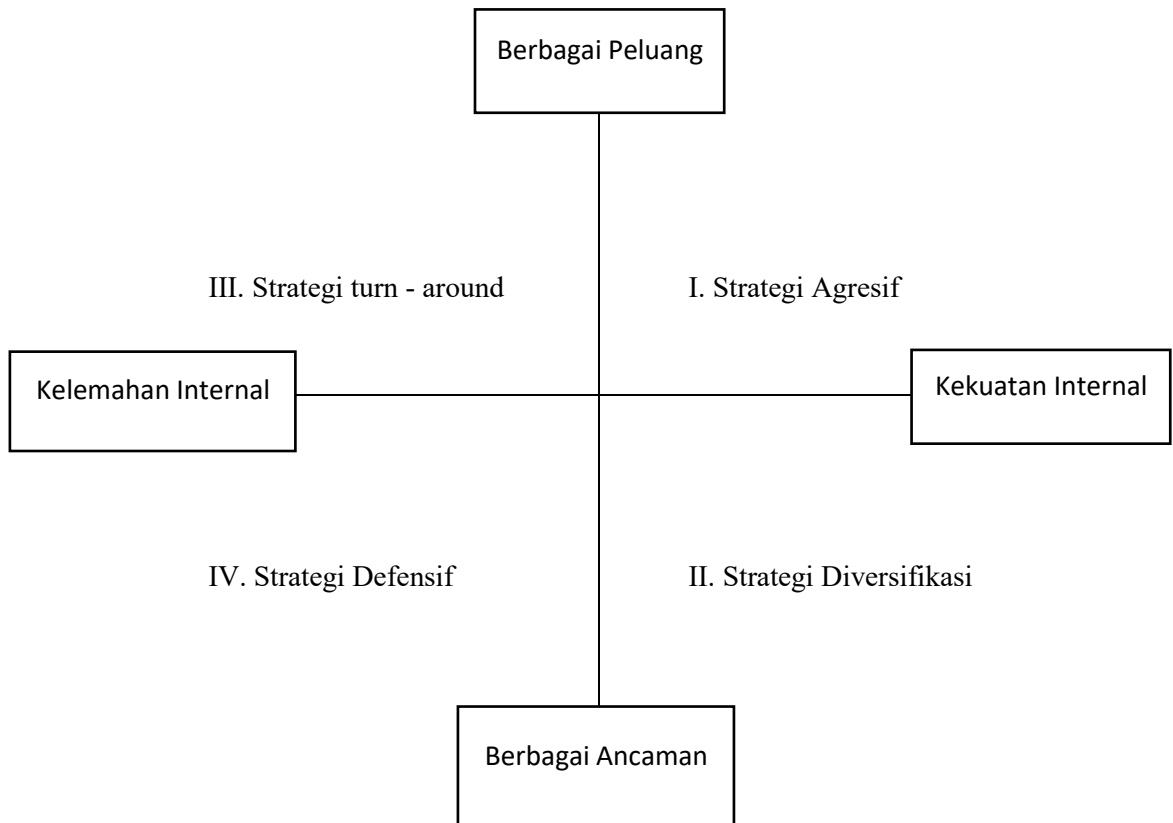 Berbagai Peluang
III. Strategi turn - around
I. Strategi Agresif
Kelemahan Internal
Kekuatan Internal
IV. Strategi Defensif
II. Strategi Diversifikasi
Berbagai Ancaman